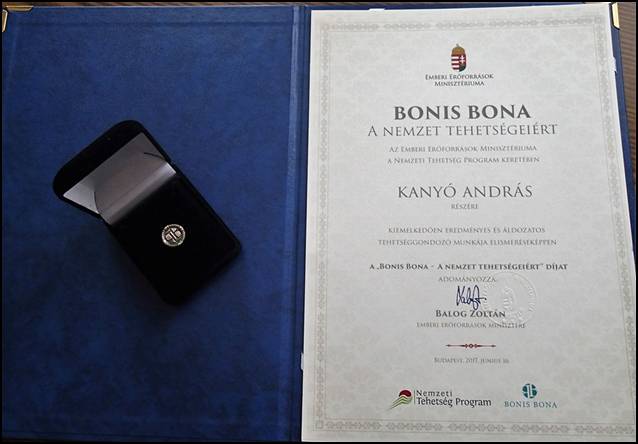 Emberi Erőforrások
Minisztériuma
BONIS BONA
A NEMZET TEHETSÉGEIÉRT
Az Emberi Erőforrások Minisztériuma
a Nemzeti Tehetség Program keretében
KANYÓ ANDRÁS
RÉSZÉRE
KIEMELKEDŐEN EREDMÉNYES ÉS ÁLDOZATOS
TEHETSÉGGONDOZÓ MUNKÁJA ELISMERÉSEKÉPPEN
A „Bonis Bona - A nemzet tehetségeiért” díjat
ADOMÁNYOZZA.
Balog Zoltán
EMBERI ERŐFORRÁSOK MINISZTERE
Budapest, 2017. június 16.
Nemzeti
Tehetség Program
BONIS BONA